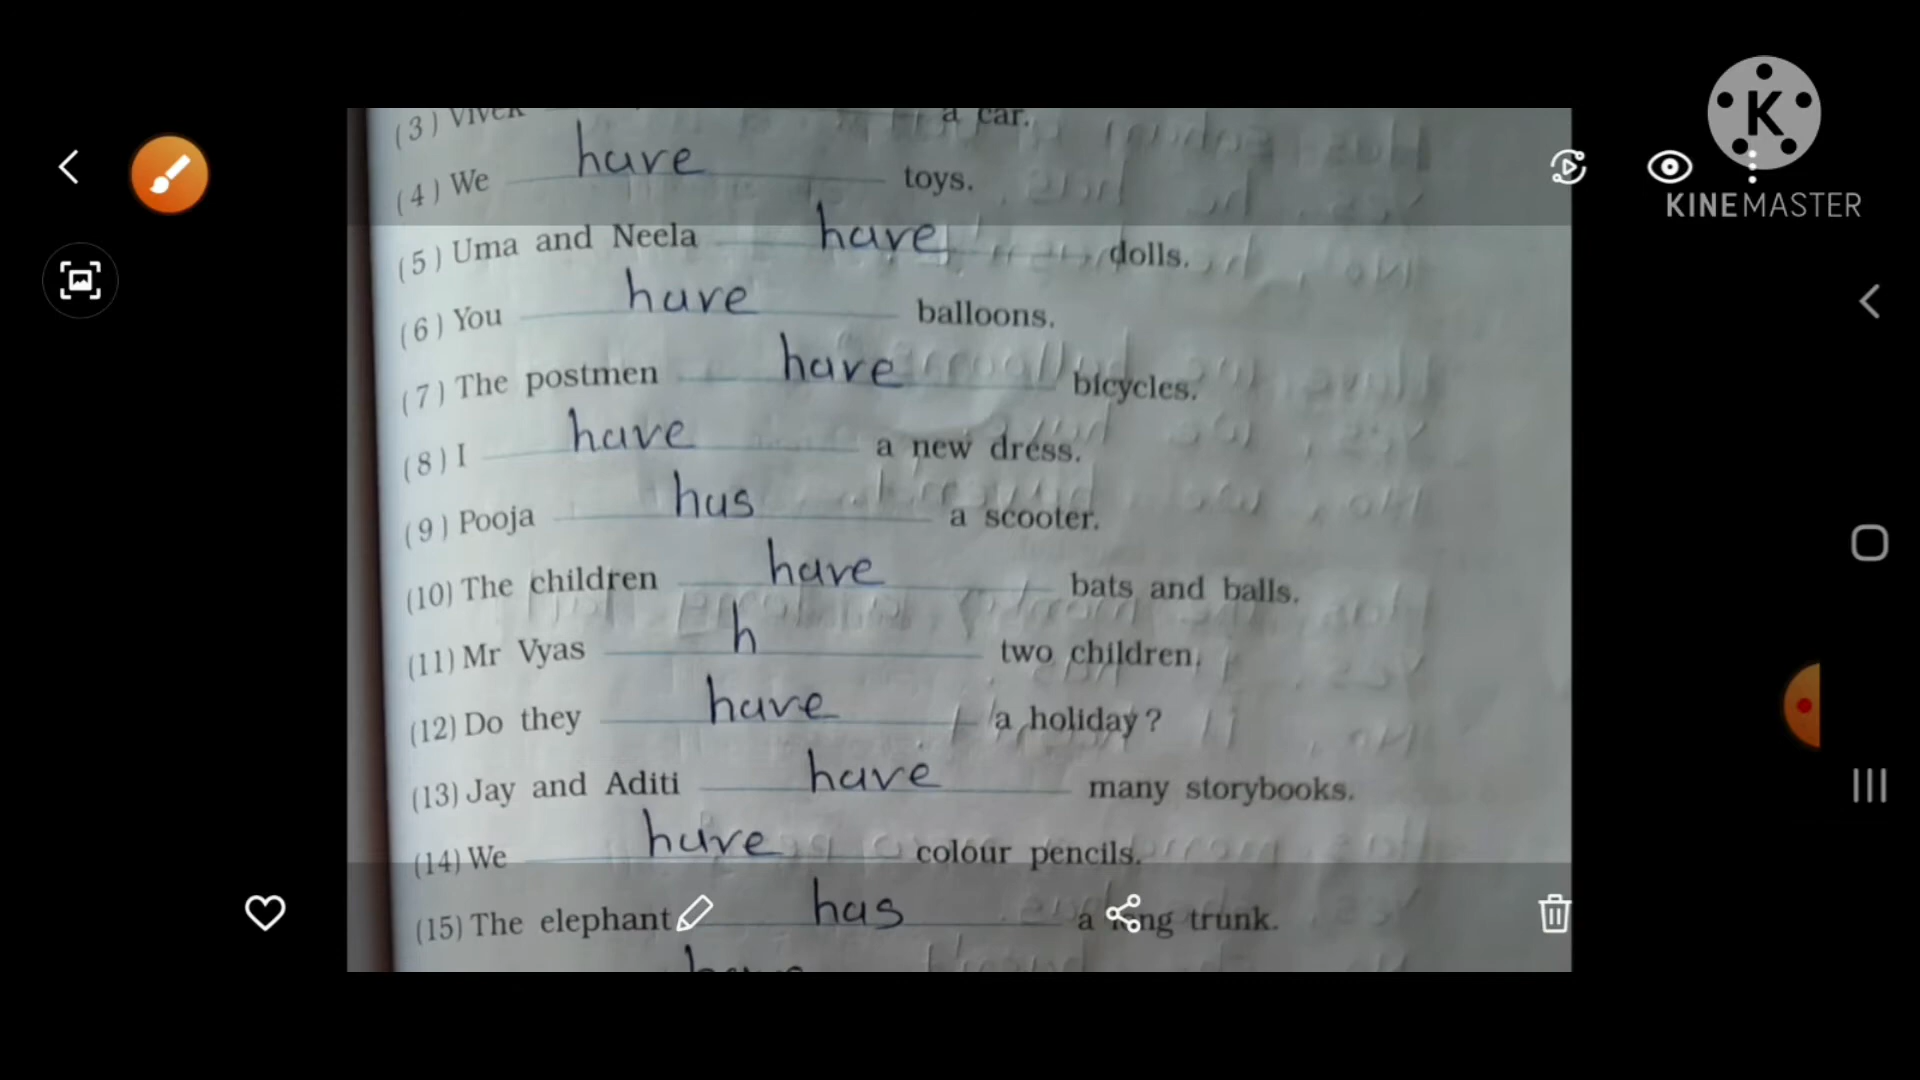 (3) Vivek a car.
(4) We have toys.
(5) Uma and Neela have dolls.
(6) You have balloons.
(7) The postmen have bicycles.
(8) I have a new dress.
(9) Pooja has a scooter.
(10) The children have bats and balls.
(11) Mr Vyas h two children.
(12) Do they have a holiday?
(13) Jay and Aditi have many storybooks.
(14) We have colour pencils.
(15) The elephant has a long trunk.
K
KINEMASTER